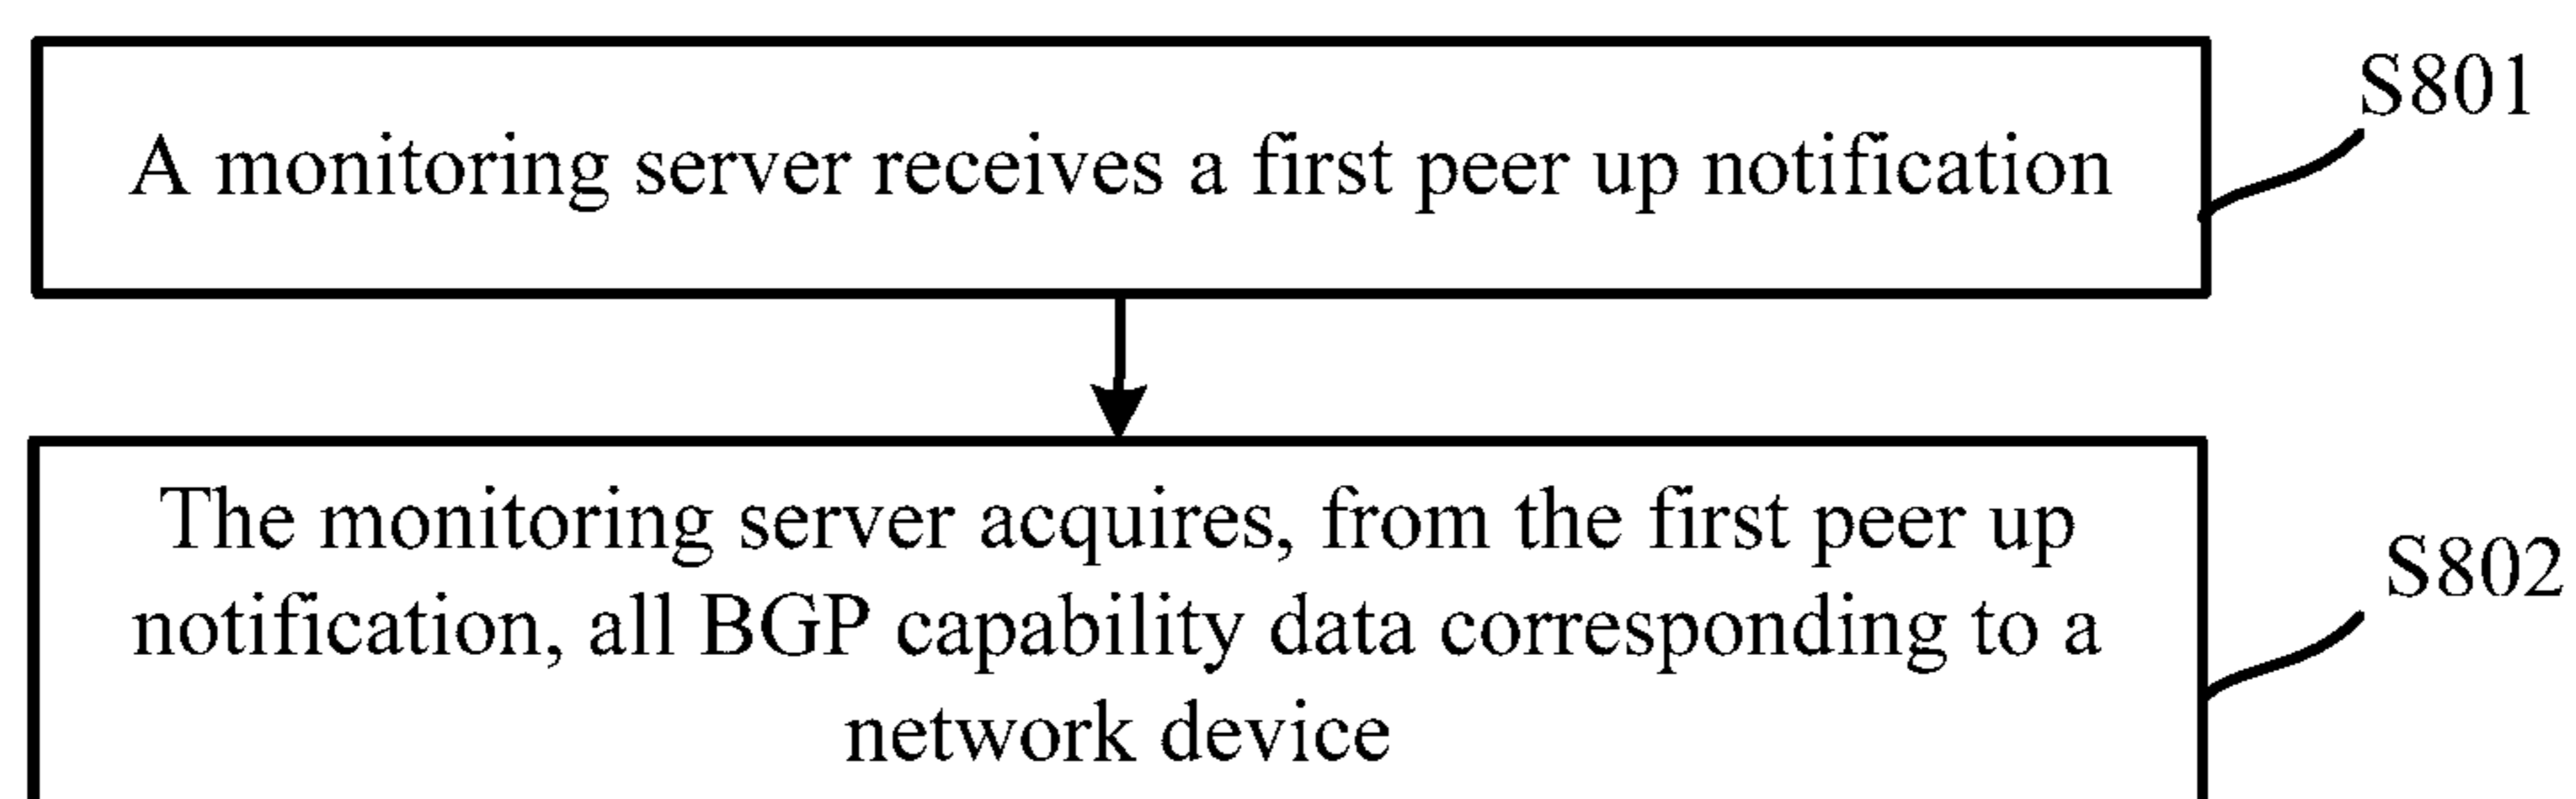 S801
A monitoring server receives a first peer up notification
The monitoring server acquires, from the first peer up
notification, all BGP capability data corresponding to a
network device
S802